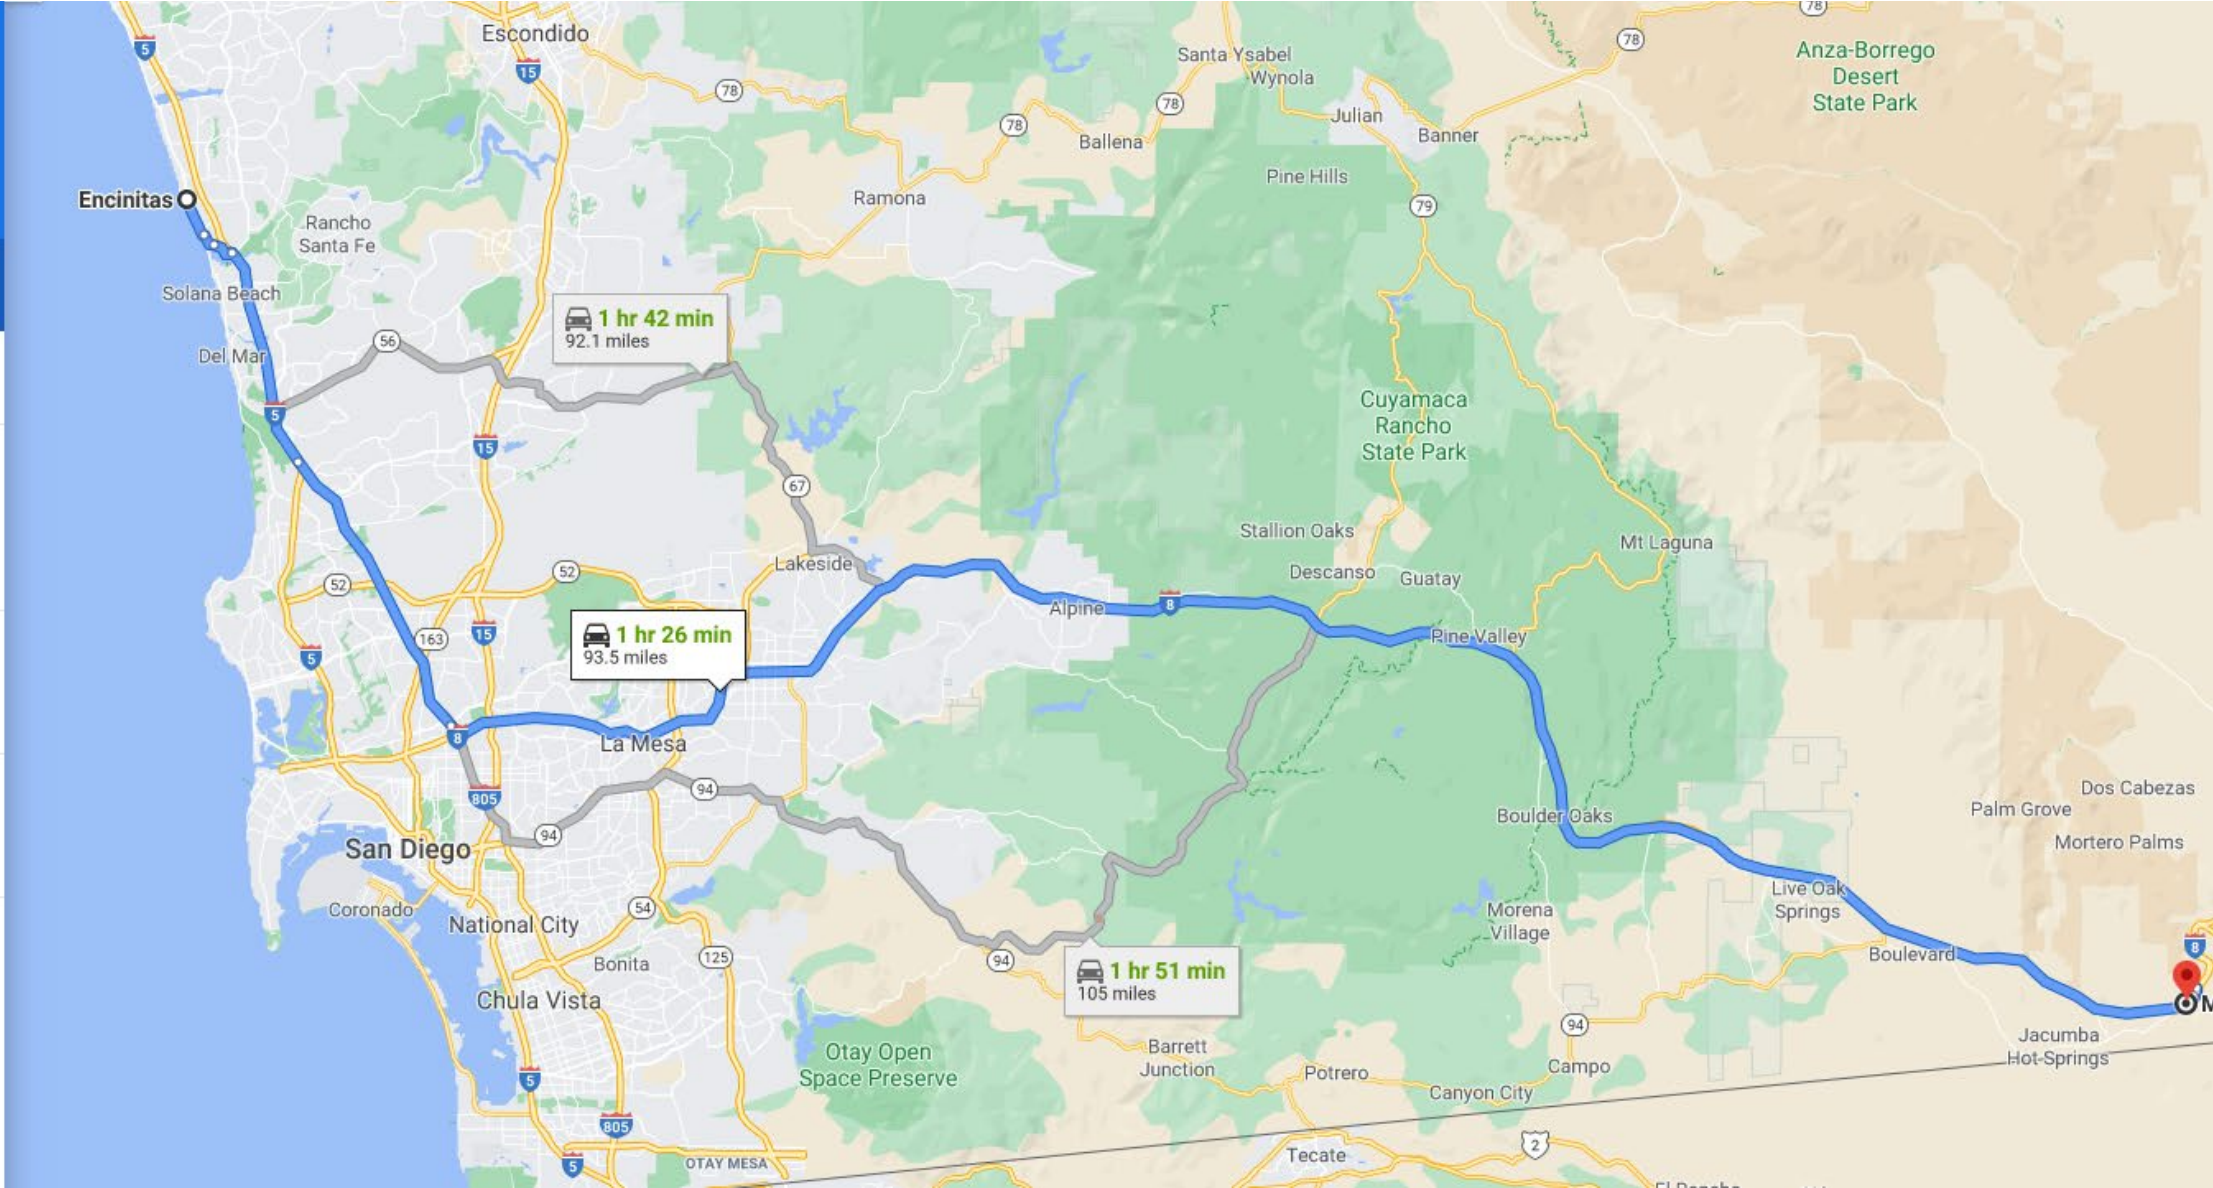 78
5
Escondido
15
78
Santa Ysabel
Wynola
78
Anza-Borrego
Desert
State Park
78
78
Julian
Banner
Ballena
Pine Hills
Encinitas
Rancho
Santa Fe
Ramona
79
Solana Beach
1 hr 42 min
92.1 miles
56
Del Mar
5
15
Cuyamaca
Rancho
State Park
67
Stallion Oaks
Mt Laguna
Lakeside
52
52
Descanso
Guatay
Alpine
8
163
15
1 hr 26 min
93.5 miles
Pine Valley
5
8
La Mesa
805
94
94
San Diego
Boulder Oaks
Dos Cabezas
Palm Grove
Mortero Palms
Live Oak
Springs
Coronado
National City
54
Morena
Village
Bonita
125
94
1 hr 51 min
105 miles
Boulevard
8
M
Chula Vista
94
Jacumba
Hot Springs
Otay Open
Space Preserve
Barrett
Junction
Potrero
Campo
Canyon City
5
805
5
OTAY MESA
Tecate
2